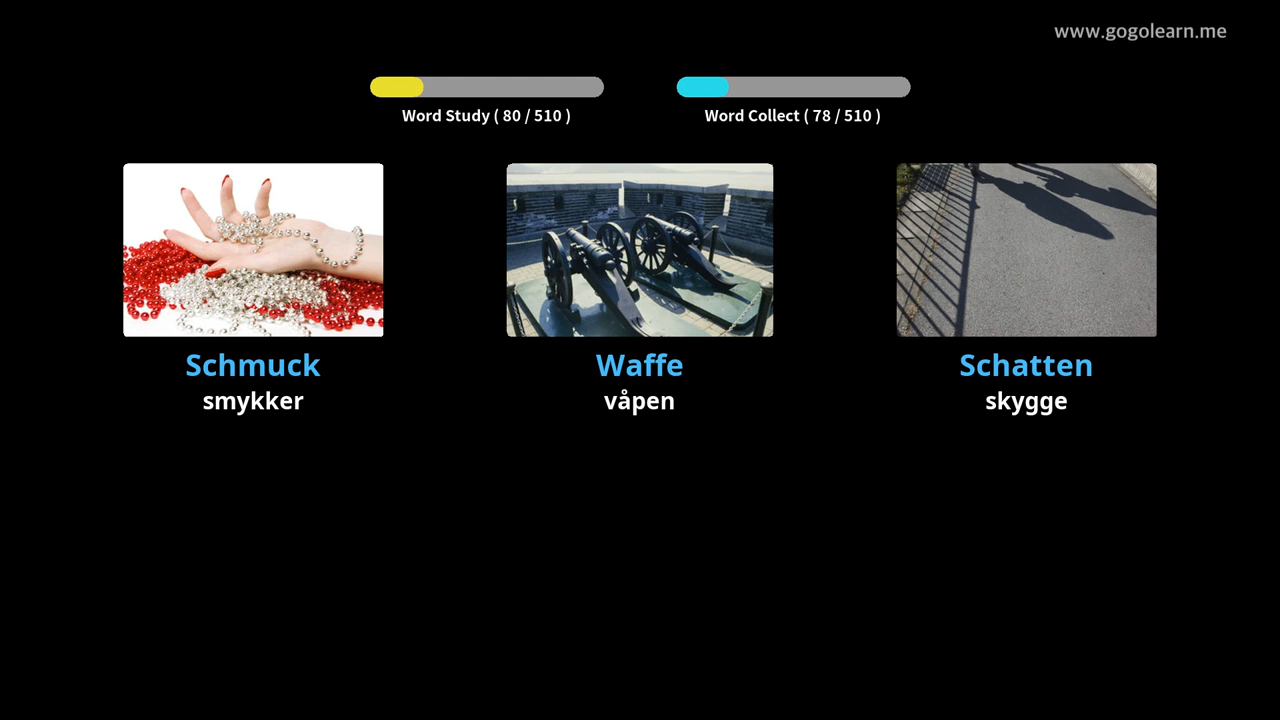 www.gogolearn.me
Word Study ( 80 / 510 )
Word Collect ( 78 / 510 )
Schmuck
smykker
Waffe
våpen
Schatten
skygge